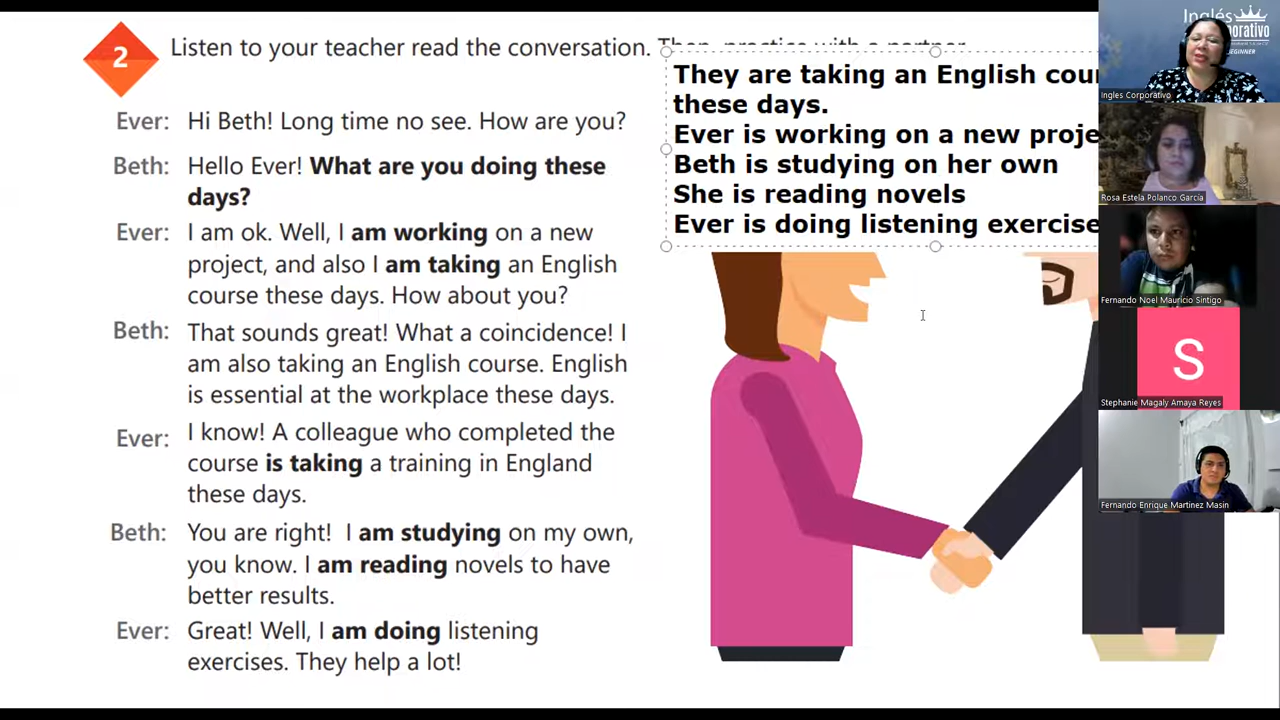 2
Listen to your teacher read the conversation. Then, practice with a partner
Ever: Hi Beth! Long time no see. How are you?
Beth: Hello Ever! What are you doing these
days?
Ever: I am ok. Well, I am working on a new
project, and also I am taking an English
course these days. How about you?
Beth: That sounds great! What a coincidence! I
am also taking an English course. English
is essential at the workplace these days.
Ever: I know! A colleague who completed the
course is taking a training in England
these days.
Beth: You are right! I am studying on my own,
you know. I am reading novels to have
better results.
Ever: Great! Well, I am doing listening
exercises. They help a lot!
They are taking an English cou
these days.
Ever is working on a new proje
Beth is studying on her own
She is reading novels
Ever is doing listening exercise
Inglés
BEGINNER
Ingles Corporativo
Rosa Estela Polanco García
Fernando Noel Mauricio Sintigo
S
Stephanie Magaly Amaya Reyes
Fernando Enrique Martinez Masin